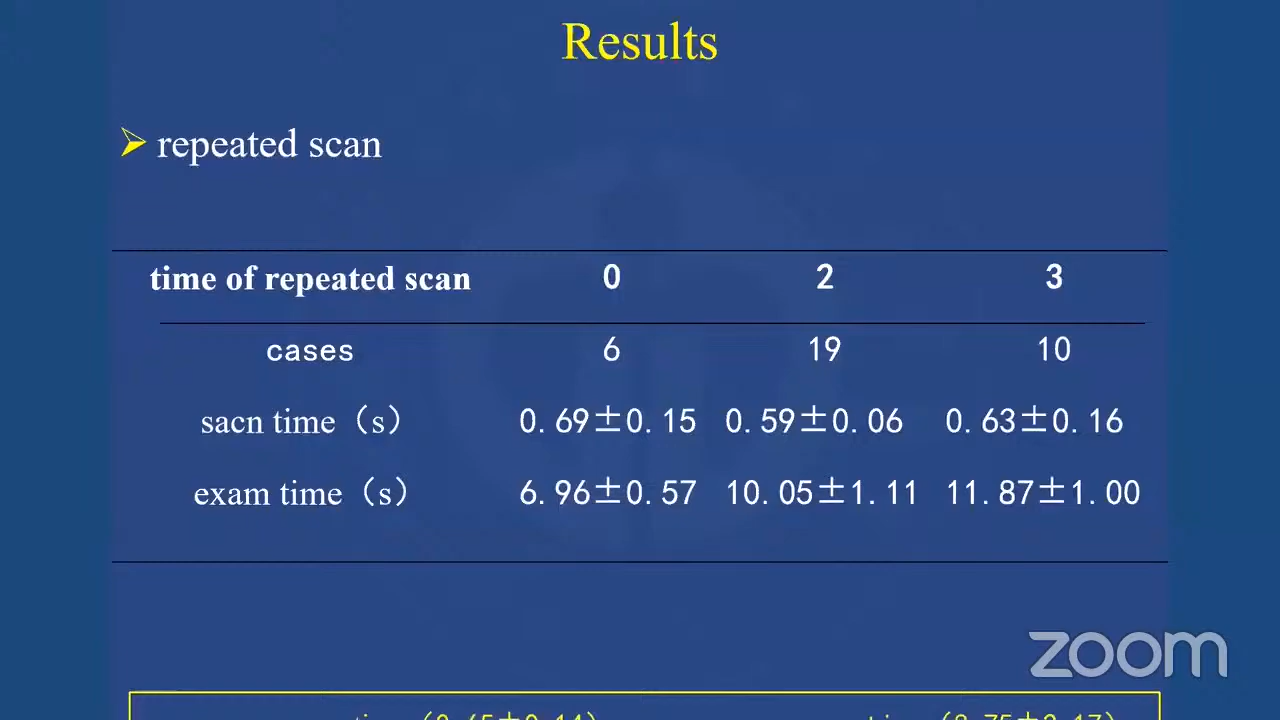 Results
repeated scan
time of repeated scan 0 2 3
cases 6 19 10
sacn time（s） 0.69±0.15 0.59±0.06 0.63±0.16
exam time（s） 6.96±0.57 10.05±1.11 11.87±1.00
zoom